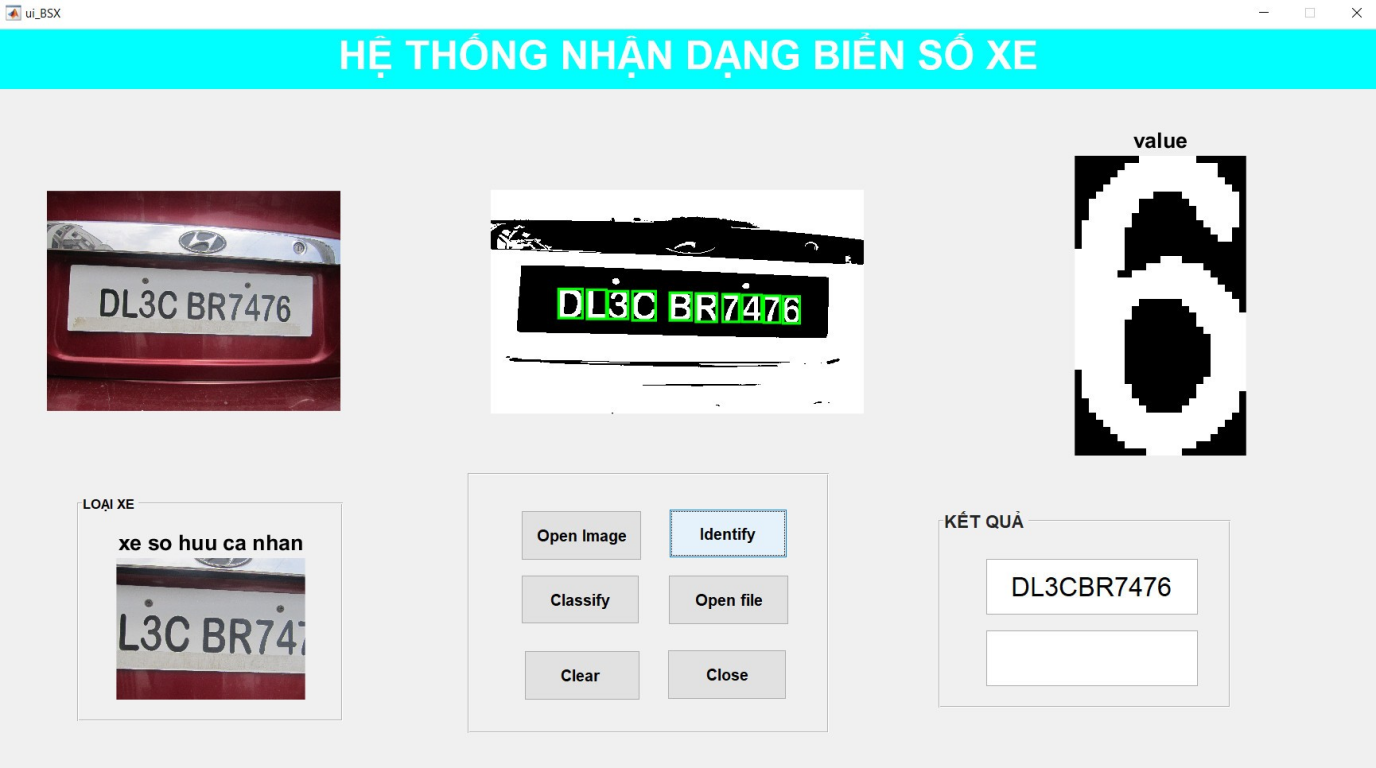 ui_BSX
HỆ THỐNG NHẬN DẠNG BIỂN SỐ XE
value
DL3C BR7476
DL3C BR7476
6
LOẠI XE
xe so huu ca nhan
L3C BR747
Open Image
Identify
Classify
Open file
Clear
Close
KẾT QUẢ
DL3CBR7476